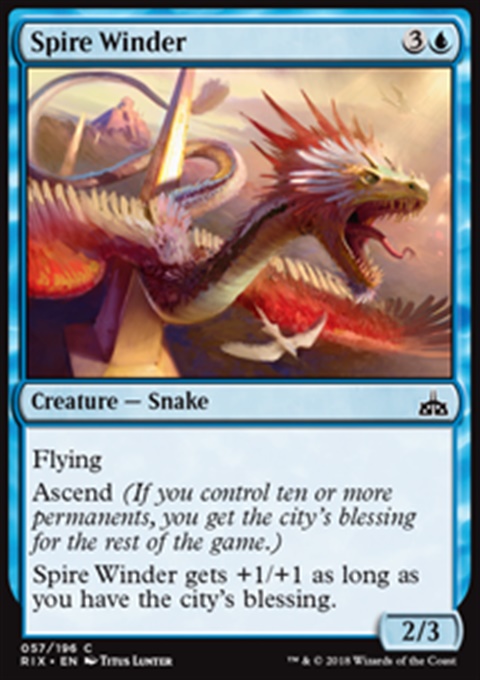 Spire Winder 3
Creature — Snake
Flying
Ascend (If you control ten or more
permanents, you get the city's blessing
for the rest of the game.)
Spire Winder gets +1/+1 as long as
you have the city's blessing.
2/3
057/196 C
RIX • EN Titus Lunter
™ & © 2018 Wizards of the Coast